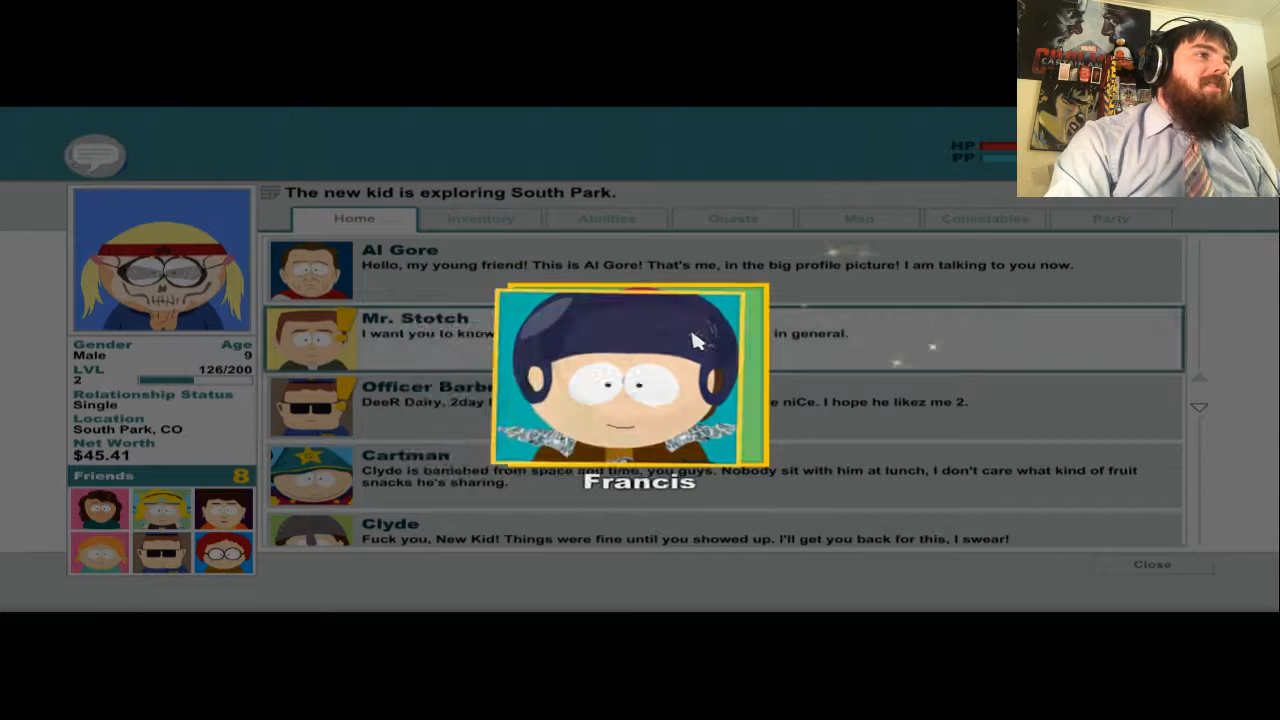 CAPTAIN AM
MARVEL
HP
PP
The new kid is exploring South Park.
Home
Inventory
Abilities
Quests
Map
Collectables
Party
Al Gore
Hello, my young friend! This is Al Gore! That's me, in the big profile picture! I am talking to you now.
Mr. Stotch
I want you to know in general.
Officer Barb
DeeR Dairy, 2day e niCe. I hope he likez me 2.
Cartman
Clyde is banished from space and time, you guys. Nobody sit with him at lunch, I don't care what kind of fruit
snacks he's sharing.
Clyde
Fuck you, New Kid! Things were fine until you showed up. I'll get you back for this, I swear!
Francis
Gender Age
Male 9
LVL 126/200
2
Relationship Status
Single
Location
South Park, CO
Net Worth
$45.41
Friends 8
Close